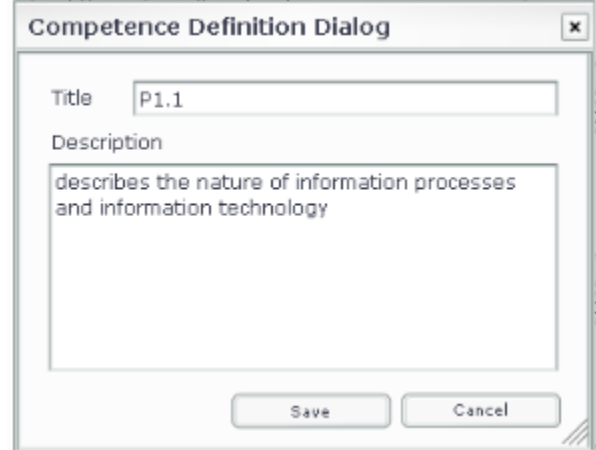 Competence Definition Dialog
Title P1.1
Description
describes the nature of information processes
and information technology
Save Cancel